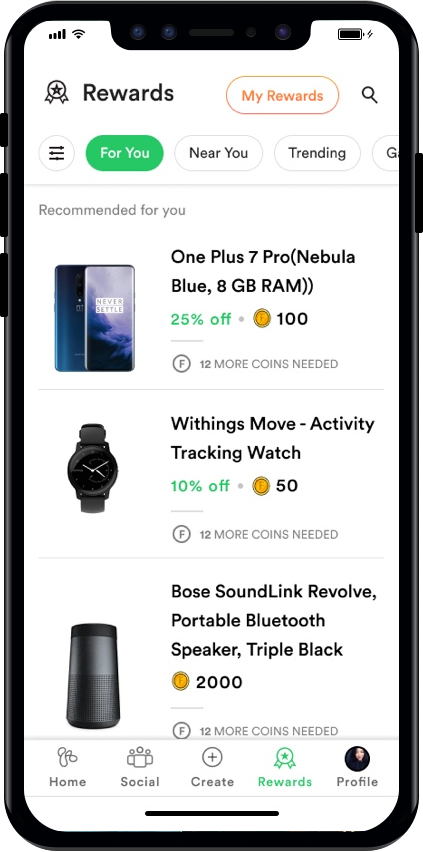 Rewards
My Rewards
For You
Near You
Trending
Recommended for you
One Plus 7 Pro(Nebula
Blue, 8 GB RAM))
NEVER
SETTLE
25% off • 100
F 12 MORE COINS NEEDED
Withings Move - Activity
Tracking Watch
10% off • 50
F 12 MORE COINS NEEDED
Bose SoundLink Revolve,
Portable Bluetooth
Speaker, Triple Black
2000
F 12 MORE COINS NEEDED
Home
Social
Create
Rewards
Profile